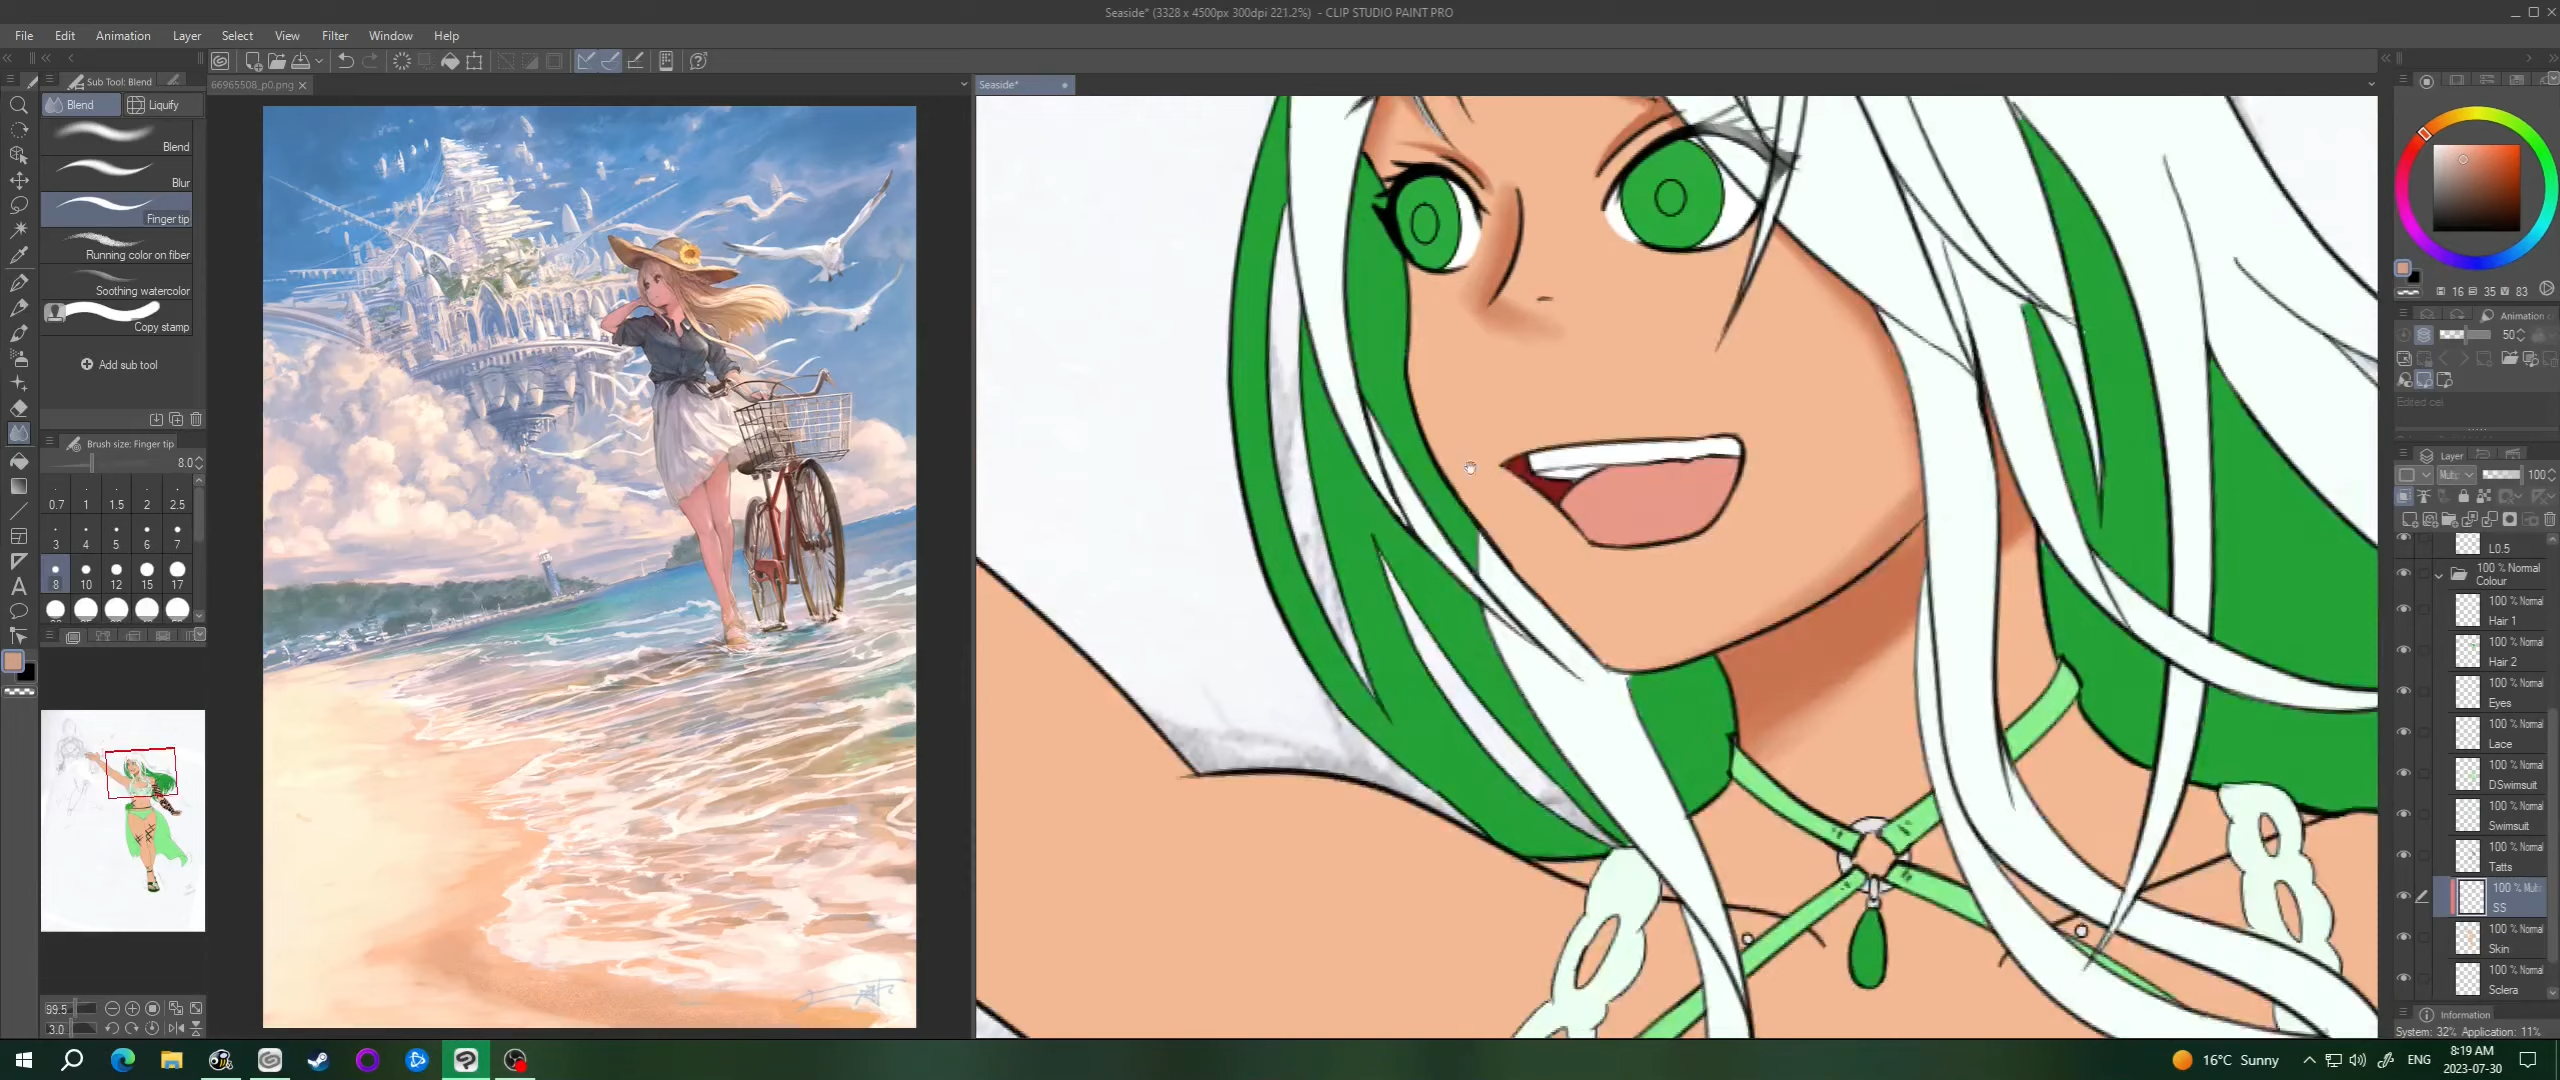 Seaside* (3328 x 4500px 300dpi 221.2%) - CLIP STUDIO PAINT PRO
File Edit Animation Layer Select View Filter Window Help
Sub Tool: Blend
66965508_p0.png
Seaside*
Blend Liquify
Blend
Blur
Finger tip
Running color on fiber
Soothing watercolor
Copy stamp
Add sub tool
Brush size: Finger tip
8.0
0.7 1 1.5 2 2.5
3 4 5 6 7
8 10 12 15 17
99.5
3.0
16 35 83
Animation
50
Edited cel
Layer
100
L0.5
100 % Normal
Colour
100 % Normal
Hair 1
100 % Normal
Hair 2
100 % Normal
Eyes
100 % Normal
Lace
100 % Normal
DSwimsuit
100 % Normal
Swimsuit
100 % Normal
Tatts
100 % Mult
SS
100 % Normal
Skin
100 % Normal
Sclera
Information
System: 32% Application: 11%
16°C Sunny
ENG
8:19 AM
2023-07-30